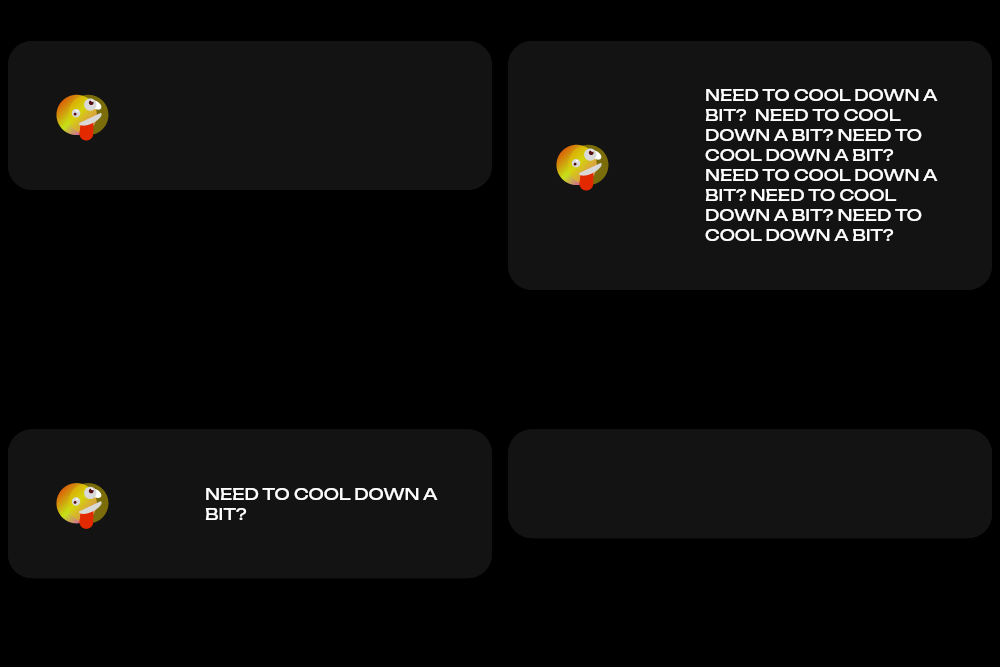 NEED TO COOL DOWN A
BIT?  NEED TO COOL
DOWN A BIT? NEED TO
COOL DOWN A BIT?
NEED TO COOL DOWN A
BIT? NEED TO COOL
DOWN A BIT? NEED TO
COOL DOWN A BIT?
NEED TO COOL DOWN A
BIT?